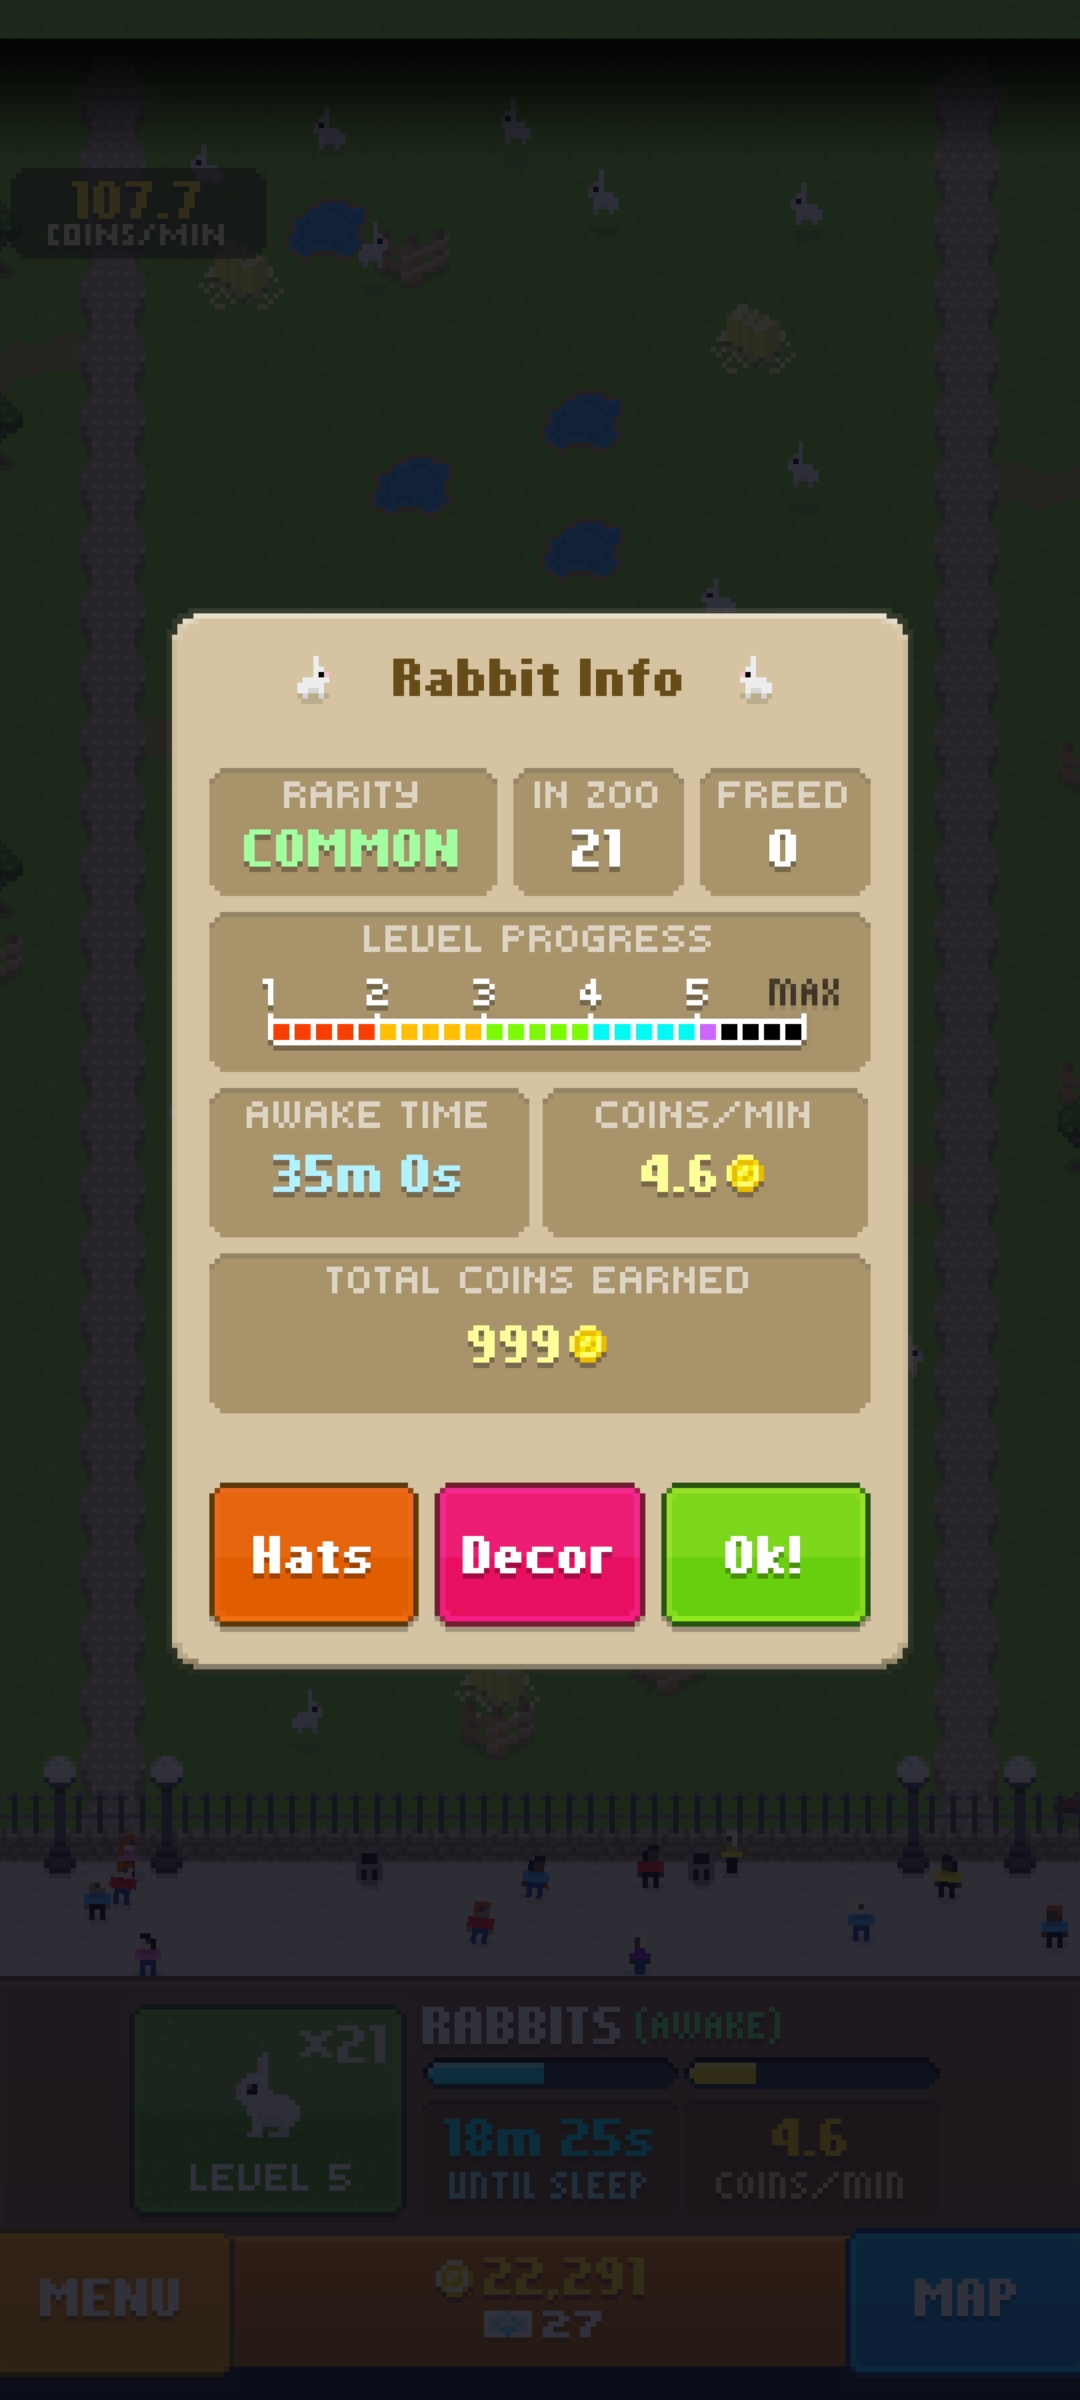 107.7
COINS/MIN
Rabbit Info
RARITY
COMMON
IN ZOO
21
FREED
0
LEVEL PROGRESS
1 2 3 4 5 MAX
AWAKE TIME
35m 0s
COINS/MIN
4.6
TOTAL COINS EARNED
999
Hats
Decor
Ok!
x21
LEVEL 5
RABBITS (AWAKE)
18m 25s
UNTIL SLEEP
4.6
COINS/MIN
MENU
22,291
27
MAP